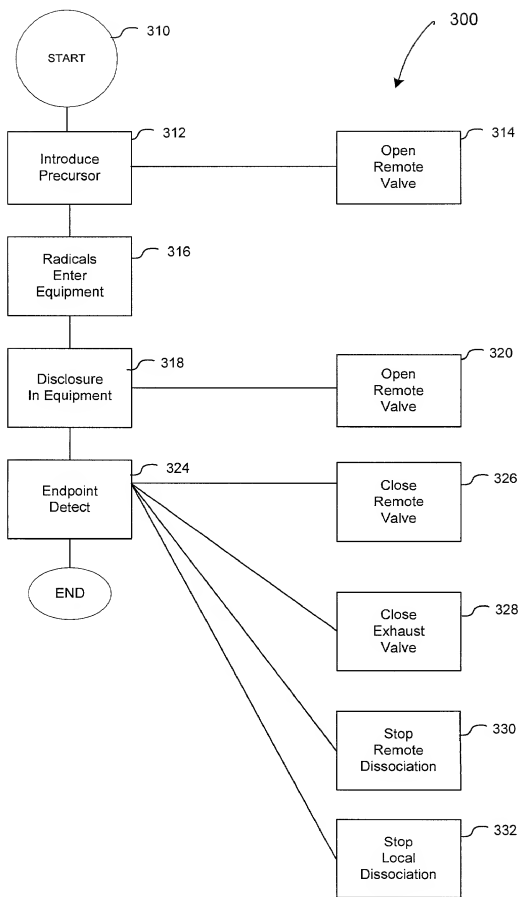 310
300
START
312
314
Introduce
Precursor
Open
Remote
Valve
316
Radicals
Enter
Equipment
318
320
Disclosure
In Equipment
Open
Remote
Valve
324
326
Endpoint
Detect
Close
Remote
Valve
END
328
Close
Exhaust
Valve
330
Stop
Remote
Dissociation
332
Stop
Local
Dissociation